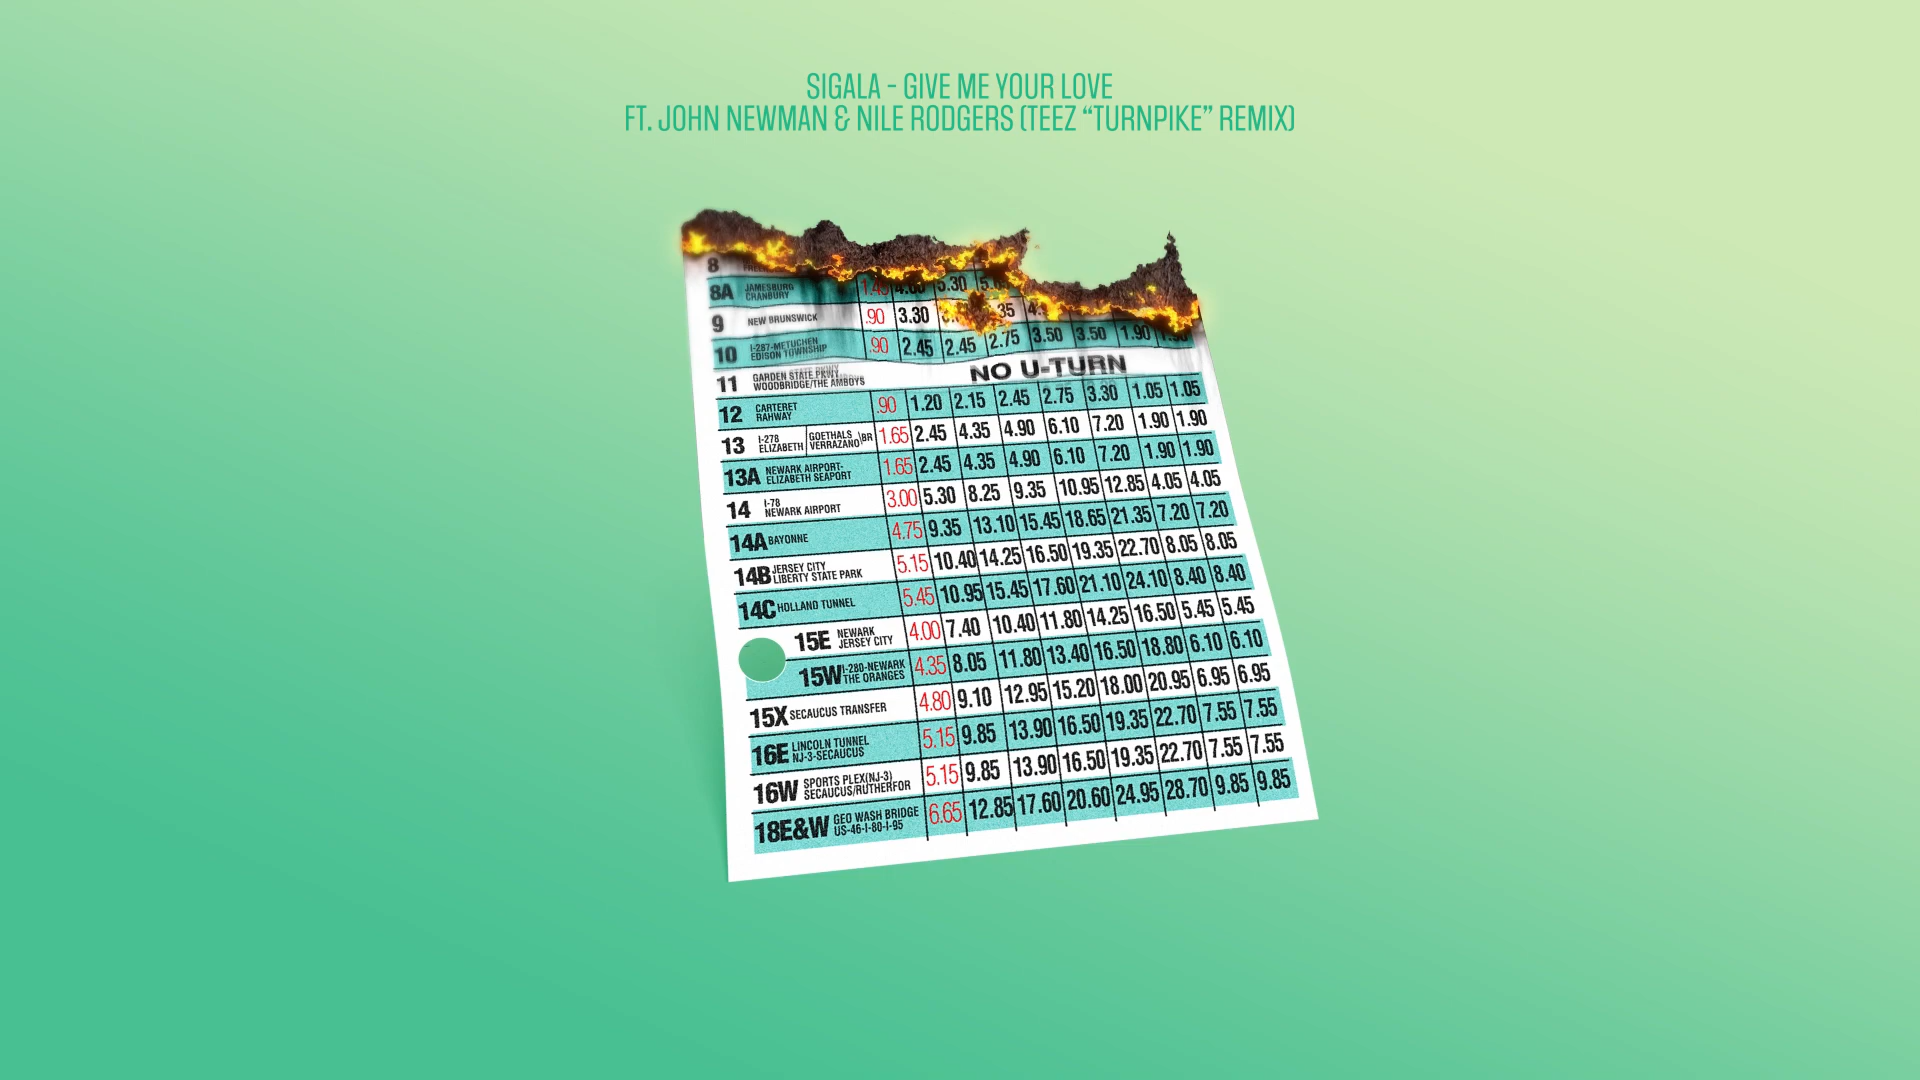 SIGALA - GIVE ME YOUR LOVE
FT. JOHN NEWMAN & NILE RODGERS (TEEZ “TURNPIKE” REMIX)
8
8A JAMESBURG CRANBURY 1.45 4.60 5.30
9 NEW BRUNSWICK .90 3.30
10 I-287-METUCHEN EDISON TOWNSHIP .90 2.45 2.45 2.75 3.50 3.50 1.90 1.90
11 GARDEN STATE PKWY. WOODBRIDGE/THE AMBOYS NO U-TURN
12 CARTERET RAHWAY .90 1.20 2.15 2.45 2.75 3.30 1.05 1.05
13 I-278 ELIZABETH GOETHALS VERRAZANO BR 1.65 2.45 4.35 4.90 6.10 7.20 1.90 1.90
13A NEWARK AIRPORT- ELIZABETH SEAPORT 1.65 2.45 4.35 4.90 6.10 7.20 1.90 1.90
14 I-78 NEWARK AIRPORT 3.00 5.30 8.25 9.35 10.95 12.85 4.05 4.05
14A BAYONNE 4.75 9.35 13.10 15.45 18.65 21.35 7.20 7.20
14B JERSEY CITY LIBERTY STATE PARK 5.15 10.40 14.25 16.50 19.35 22.70 8.05 8.05
14C HOLLAND TUNNEL 5.45 10.95 15.45 17.60 21.10 24.10 8.40 8.40
15E NEWARK JERSEY CITY 4.00 7.40 10.40 11.80 14.25 16.50 5.45 5.45
15W I-280-NEWARK THE ORANGES 4.35 8.05 11.80 13.40 16.50 18.80 6.10 6.10
15X SECAUCUS TRANSFER 4.80 9.10 12.95 15.20 18.00 20.95 6.95 6.95
16E LINCOLN TUNNEL NJ-3-SECAUCUS 5.15 9.85 13.90 16.50 19.35 22.70 7.55 7.55
16W SPORTS PLEX(NJ-3) SECAUCUS/RUTHERFOR 5.15 9.85 13.90 16.50 19.35 22.70 7.55 7.55
18E&W GEO WASH BRIDGE US-46-I-80-I-95 6.65 12.85 17.60 20.60 24.95 28.70 9.85 9.85